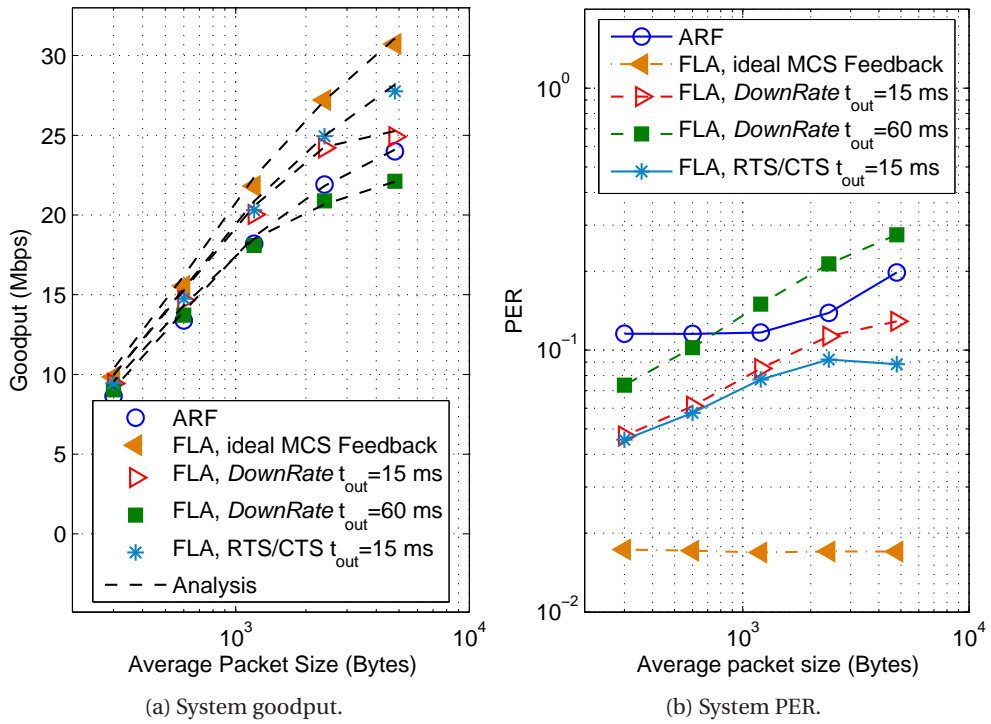 30
25
20
15
10
5
0
Goodput (Mbps)
ARF
FLA, ideal MCS Feedback
FLA, DownRate t_out=15 ms
FLA, DownRate t_out=60 ms
FLA, RTS/CTS t_out=15 ms
Analysis
10^3
10^4
Average Packet Size (Bytes)
(a) System goodput.
ARF
FLA, ideal MCS Feedback
FLA, DownRate t_out=15 ms
FLA, DownRate t_out=60 ms
FLA, RTS/CTS t_out=15 ms
10^0
10^-1
10^-2
PER
10^3
10^4
Average packet size (Bytes)
(b) System PER.